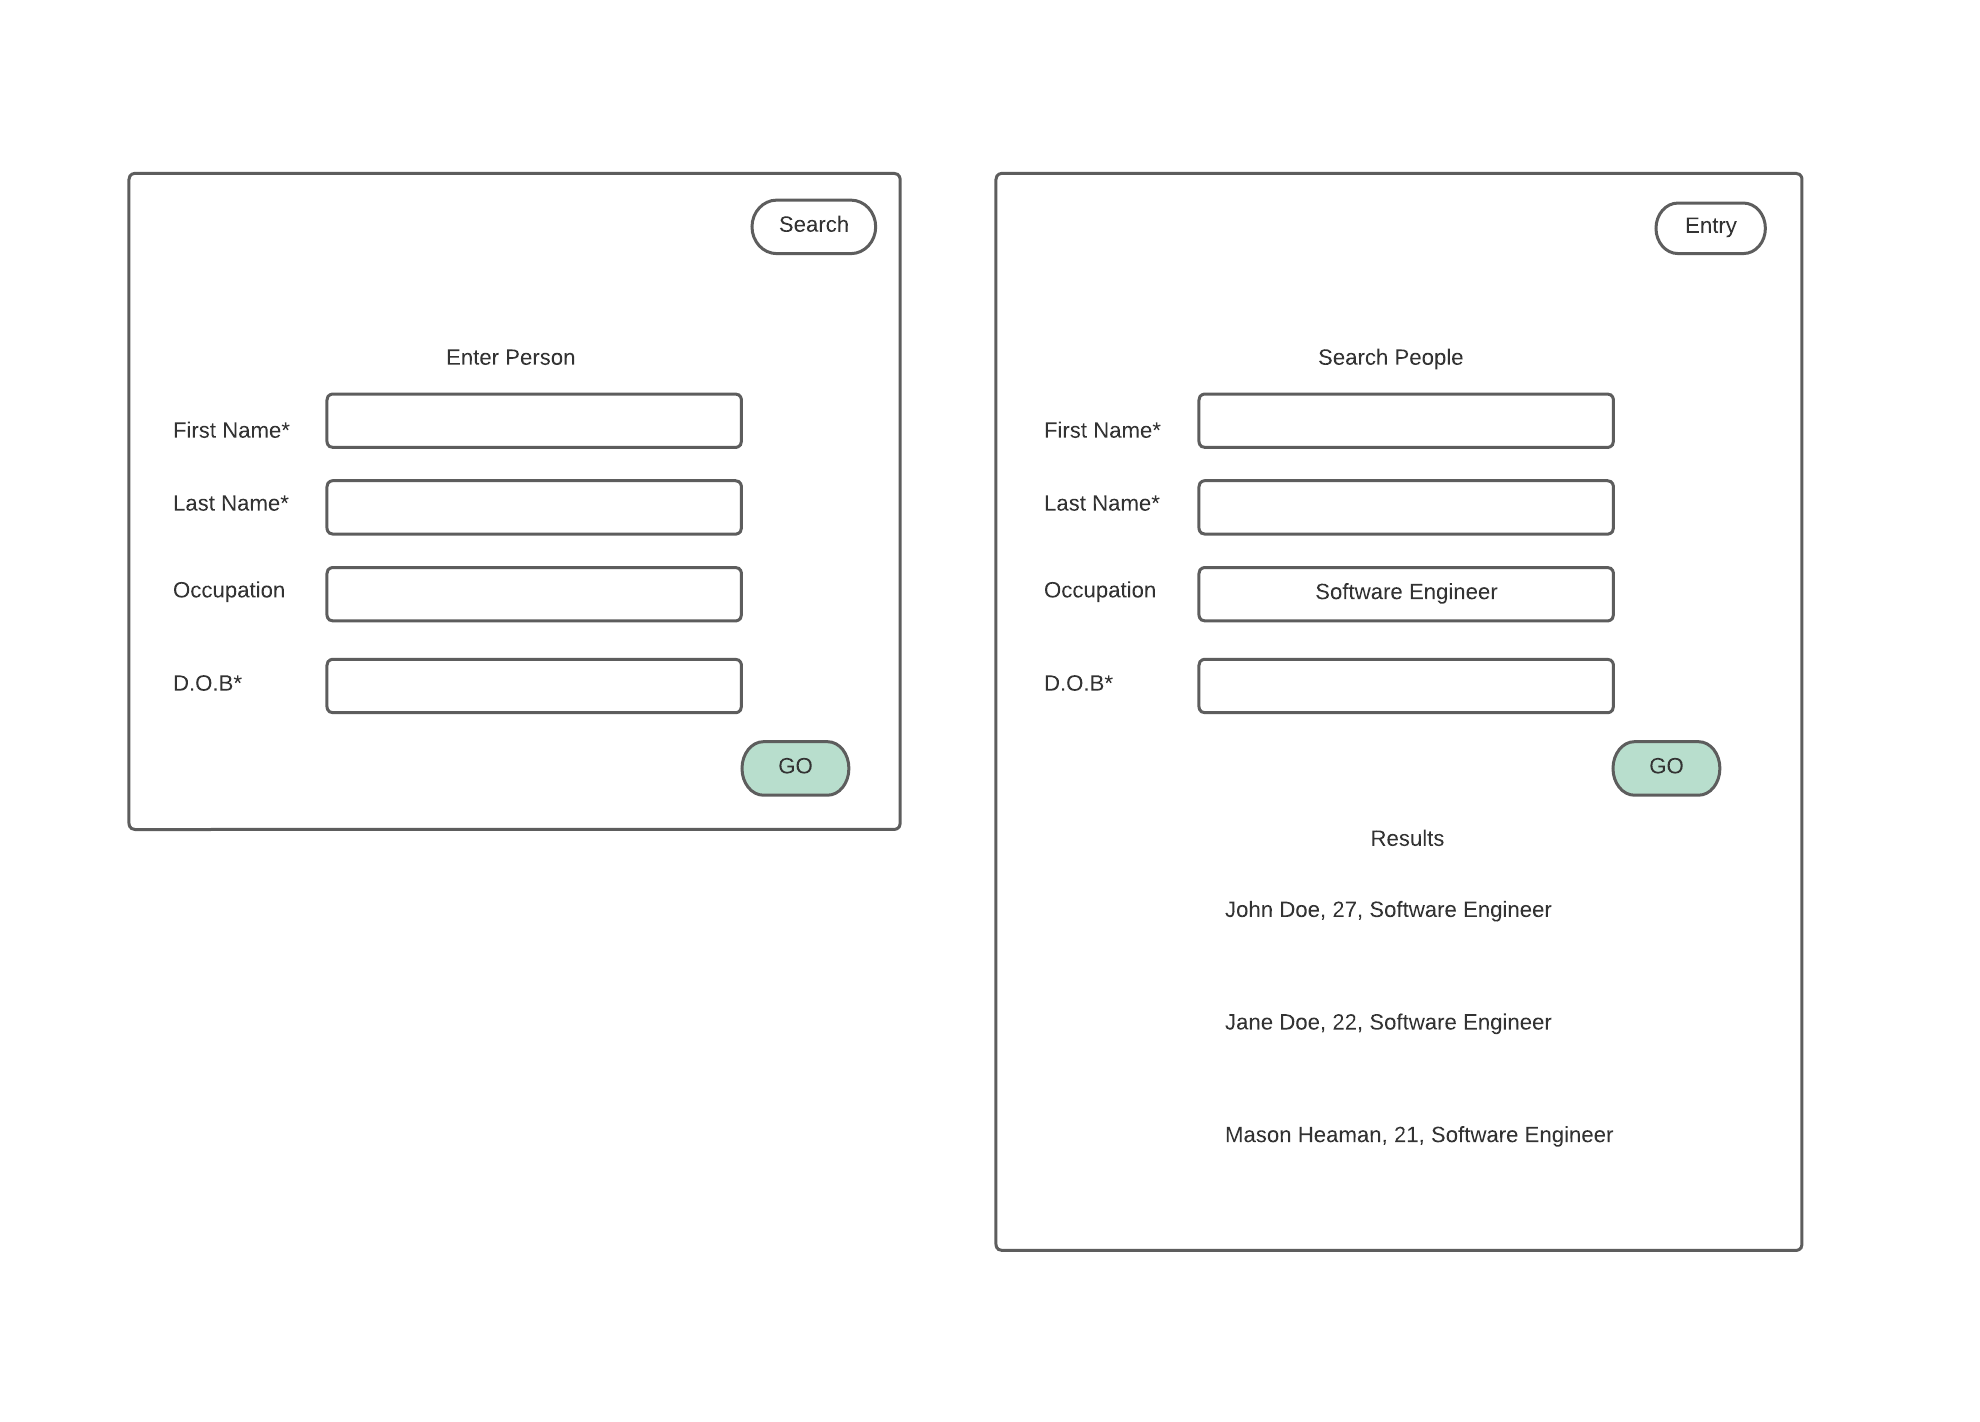 Search
Enter Person
First Name*
Last Name*
Occupation
D.O.B*
GO
Entry
Search People
First Name*
Last Name*
Occupation
Software Engineer
D.O.B*
GO
Results
John Doe, 27, Software Engineer
Jane Doe, 22, Software Engineer
Mason Heaman, 21, Software Engineer